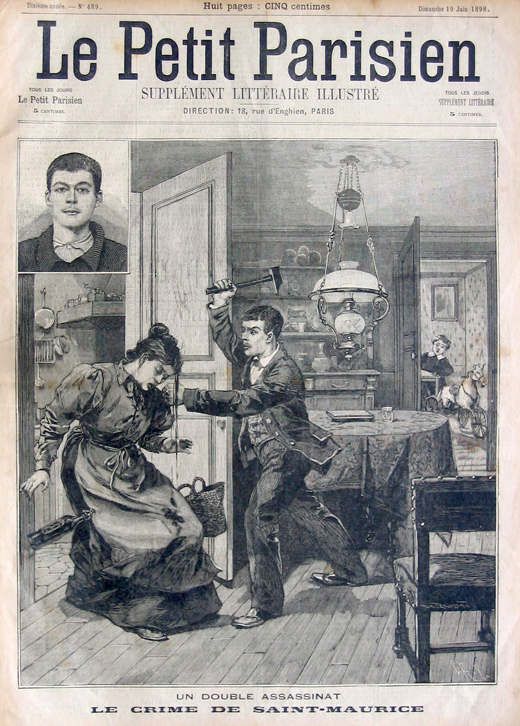 Dixième année. — N° 489.
Huit pages : CINQ centimes
Dimanche 19 Juin 1898.
Le Petit Parisien
TOUS LES JOURS
Le Petit Parisien
5 CENTIMES.
SUPPLÉMENT LITTÉRAIRE ILLUSTRÉ
DIRECTION: 18, rue d'Enghien, PARIS
TOUS LES JEUDIS
SUPPLÉMENT LITTÉRAIRE
5 CENTIMES.
UN DOUBLE ASSASSINAT
LE CRIME DE SAINT-MAURICE